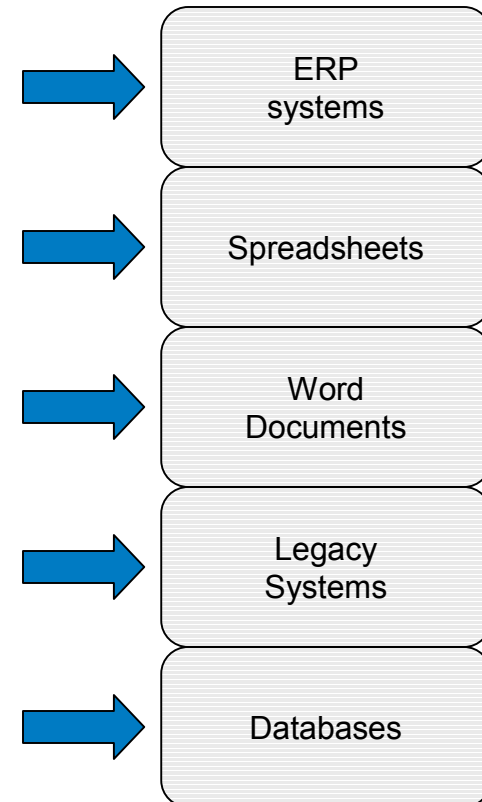 ERP
systems
Spreadsheets
Word
Documents
Legacy
Systems
Databases